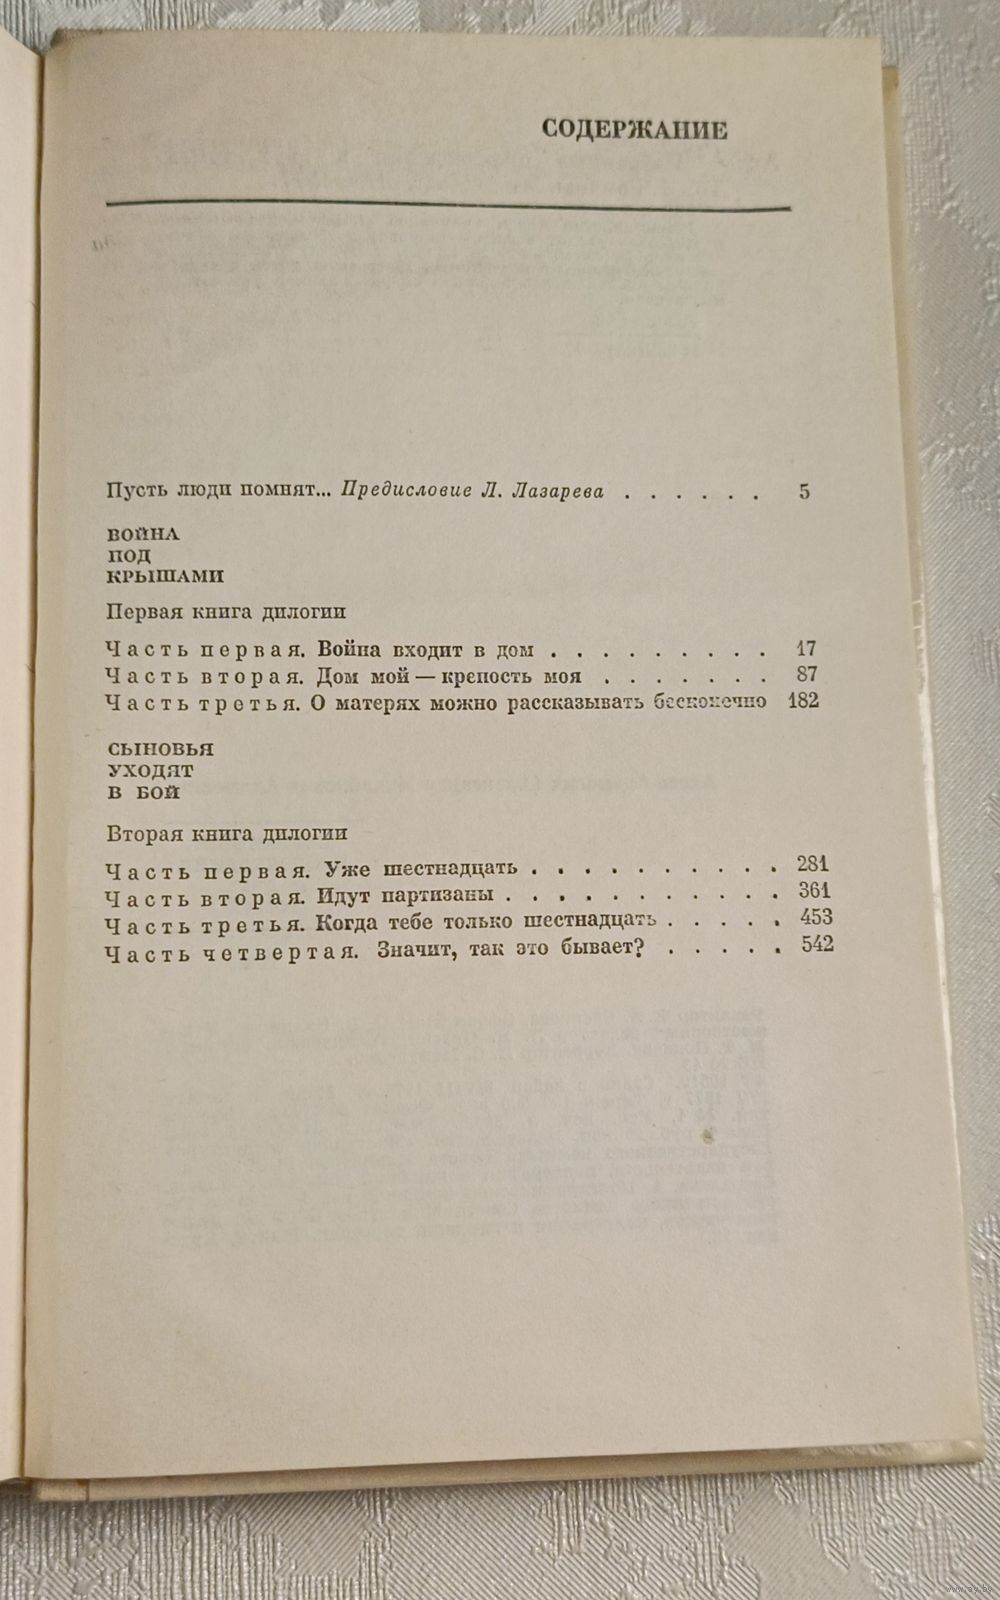 СОДЕРЖАНИЕ
Пусть люди помнят... Предисловие Л. Лазарева . . . . . . 5
ВОЙНА
ПОД
КРЫШАМИ
Первая книга дилогии
Часть первая. Война входит в дом . . . . . . . . . 17
Часть вторая. Дом мой — крепость моя . . . . . . . 87
Часть третья. О матерях можно рассказывать бесконечно 182
СЫНОВЬЯ
УХОДЯТ
В БОЙ
Вторая книга дилогии
Часть первая. Уже шестнадцать . . . . . . . . . . 281
Часть вторая. Идут партизаны . . . . . . . . . . . 361
Часть третья. Когда тебе только шестнадцать . . . . . 453
Часть четвертая. Значит, так это бывает? . . . . . 542
www.ay.by